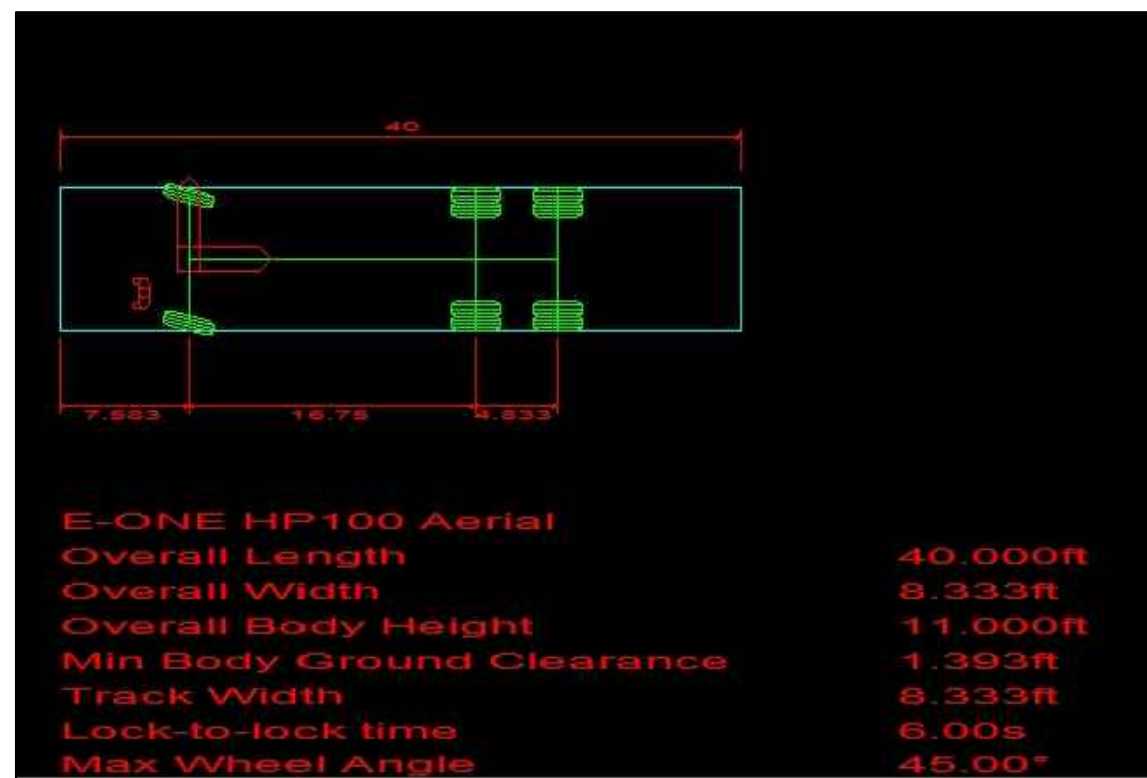 40
7.583 16.75 4.833
E-ONE HP100 Aerial
Overall Length 40.000ft
Overall Width 8.333ft
Overall Body Height 11.000ft
Min Body Ground Clearance 1.393ft
Track Width 8.333ft
Lock-to-lock time 6.00s
Max Wheel Angle 45.00°